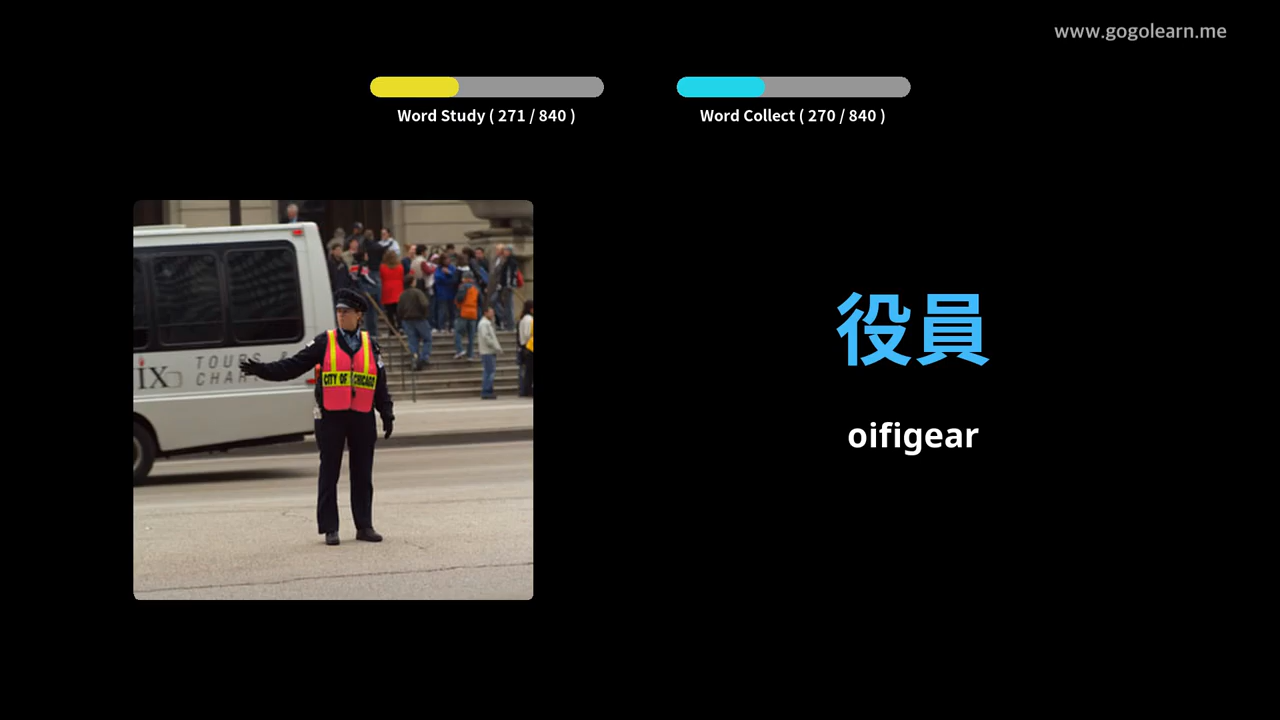 www.gogolearn.me
Word Study ( 271 / 840 )
Word Collect ( 270 / 840 )
IX
TOURS &
CHAR
CITY OF CHICAGO
役員
oifigear